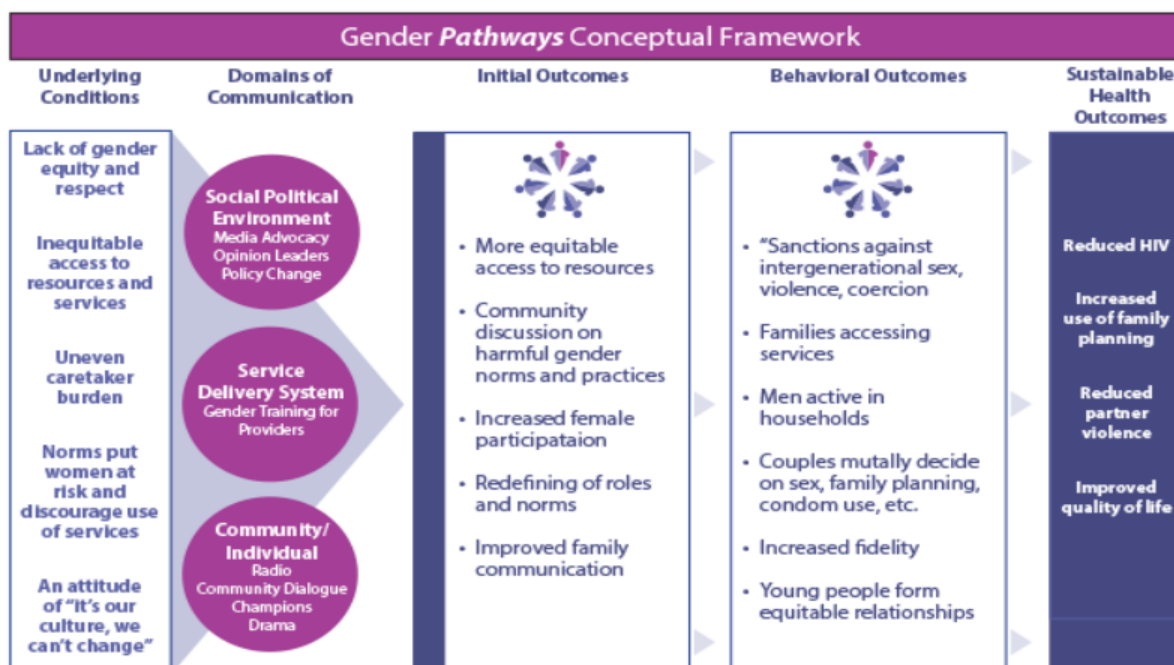 Gender Pathways Conceptual Framework
Underlying
Conditions
Domains of
Communication
Initial Outcomes
Behavioral Outcomes
Sustainable
Health
Outcomes
Lack of gender
equity and
respect
Inequitable
access to
resources and
services
Uneven
caretaker
burden
Norms put
women at
risk and
discourage use
of services
An attitude
of "it's our
culture, we
can't change"
Social Political
Environment
Media Advocacy
Opinion Leaders
Policy Change
Service
Delivery System
Gender Training for
Providers
Community/
Individual
Radio
Community Dialogue
Champions
Drama
• More equitable
access to resources
• Community
discussion on
harmful gender
norms and practices
• Increased female
participataion
• Redefining of roles
and norms
• Improved family
communication
• "Sanctions against
intergenerational sex,
violence, coercion
• Families accessing
services
• Men active in
households
• Couples mutally decide
on sex, family planning,
condom use, etc.
• Increased fidelity
• Young people form
equitable relationships
Reduced HIV
Increased
use of family
planning
Reduced
partner
violence
Improved
quality of life